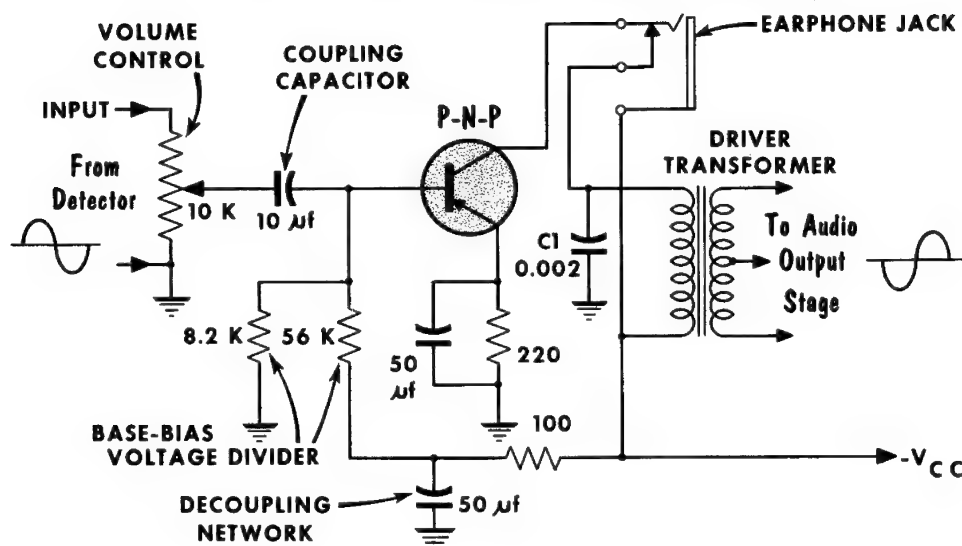 VOLUME
CONTROL
COUPLING
CAPACITOR
EARPHONE JACK
INPUT
P-N-P
DRIVER
TRANSFORMER
From
Detector
10 K
10 μf
C1
0.002
To Audio
Output
Stage
8.2 K
56 K
50
μf
220
BASE-BIAS
VOLTAGE DIVIDER
100
-VCC
DECOUPLING
NETWORK
50 μf